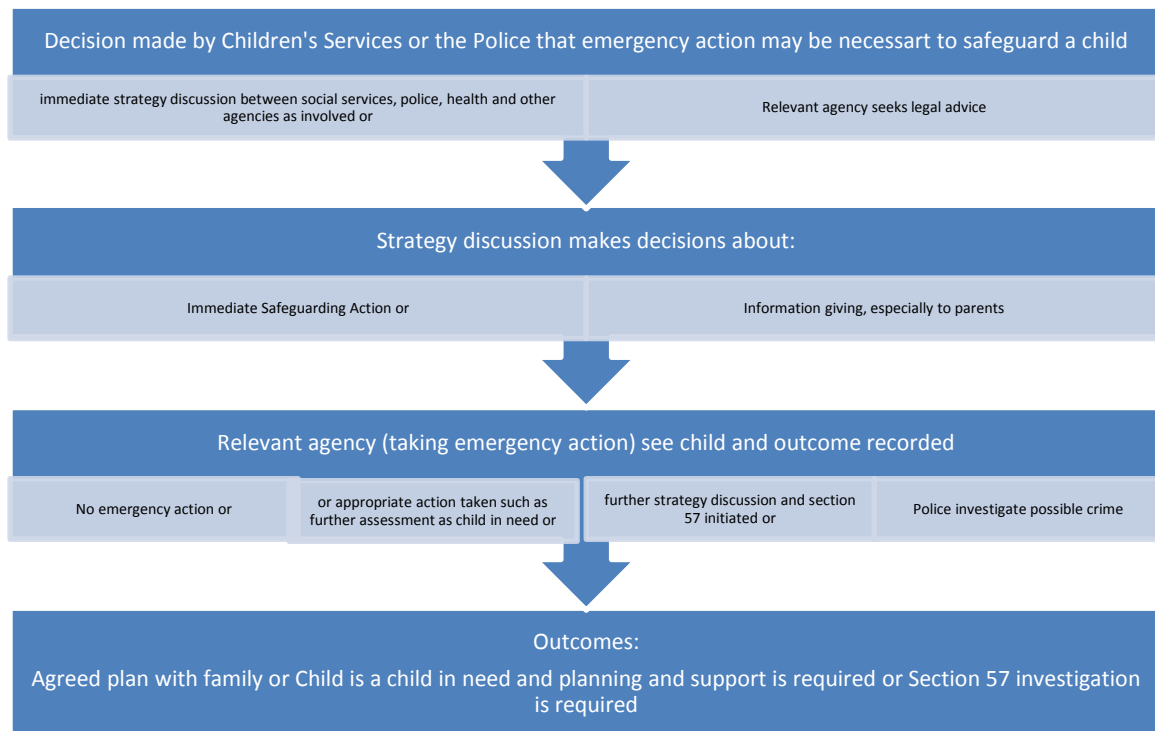 Decision made by Children's Services or the Police that emergency action may be necessart to safeguard a child
immediate strategy discussion between social services, police, health and other
agencies as involved or
Relevant agency seeks legal advice
Strategy discussion makes decisions about:
Immediate Safeguarding Action or
Information giving, especially to parents
Relevant agency (taking emergency action) see child and outcome recorded
No emergency action or
or appropriate action taken such as
further assessment as child in need or
further strategy discussion and section
57 initiated or
Police investigate possible crime
Outcomes:
Agreed plan with family or Child is a child in need and planning and support is required or Section 57 investigation
is required